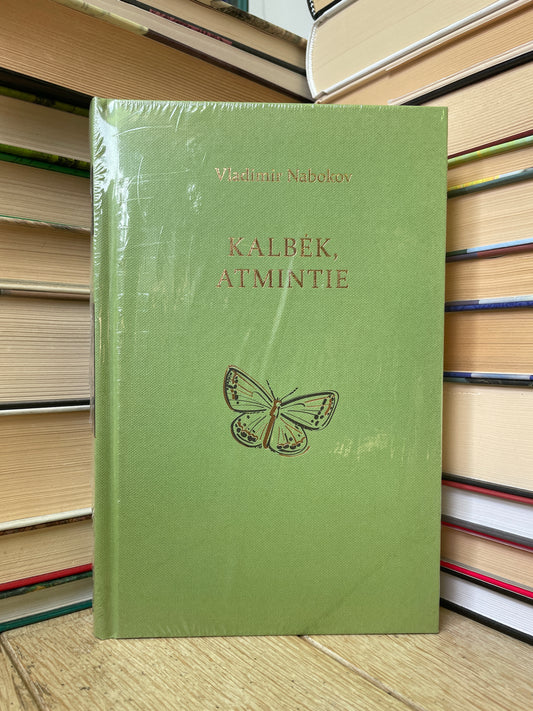 Vladimir Nabokov
KALBĖK,
ATMINTIE